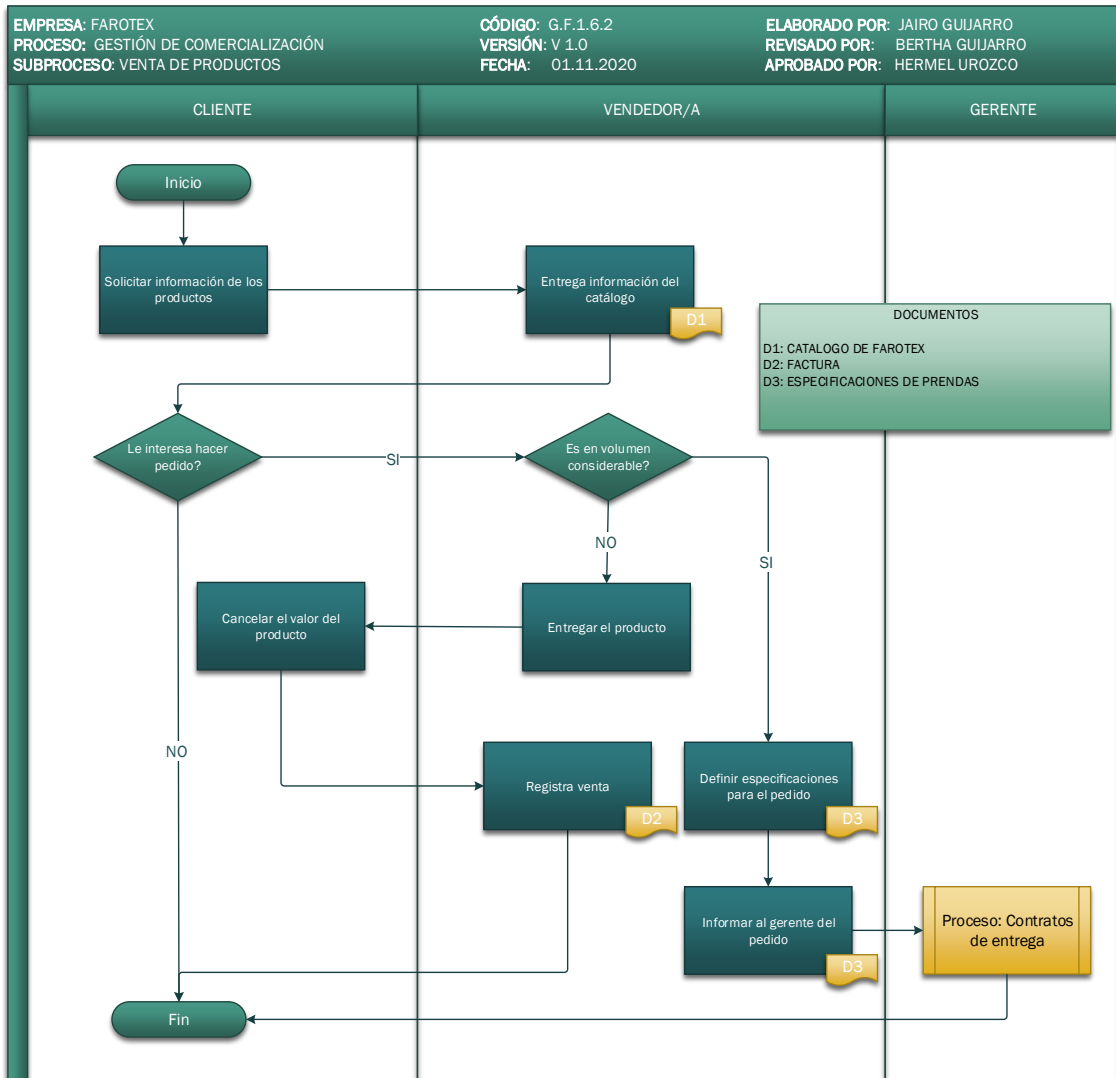 EMPRESA: FAROTEX
PROCESO: GESTIÓN DE COMERCIALIZACIÓN
SUBPROCESO: VENTA DE PRODUCTOS
CÓDIGO: G.F.1.6.2
VERSIÓN: V 1.0
FECHA: 01.11.2020
ELABORADO POR: JAIRO GUIJARRO
REVISADO POR: BERTHA GUIJARRO
APROBADO POR: HERMEL UROZCO
CLIENTE
VENDEDOR/A
GERENTE
Inicio
Solicitar información de los
productos
Entrega información del
catálogo
D1
DOCUMENTOS
D1: CATALOGO DE FAROTEX
D2: FACTURA
D3: ESPECIFICACIONES DE PRENDAS
Le interesa hacer
pedido?
SI
Es en volumen
considerable?
NO
SI
Cancelar el valor del
producto
Entregar el producto
NO
Registra venta
D2
Definir especificaciones
para el pedido
D3
Informar al gerente del
pedido
D3
Proceso: Contratos
de entrega
Fin